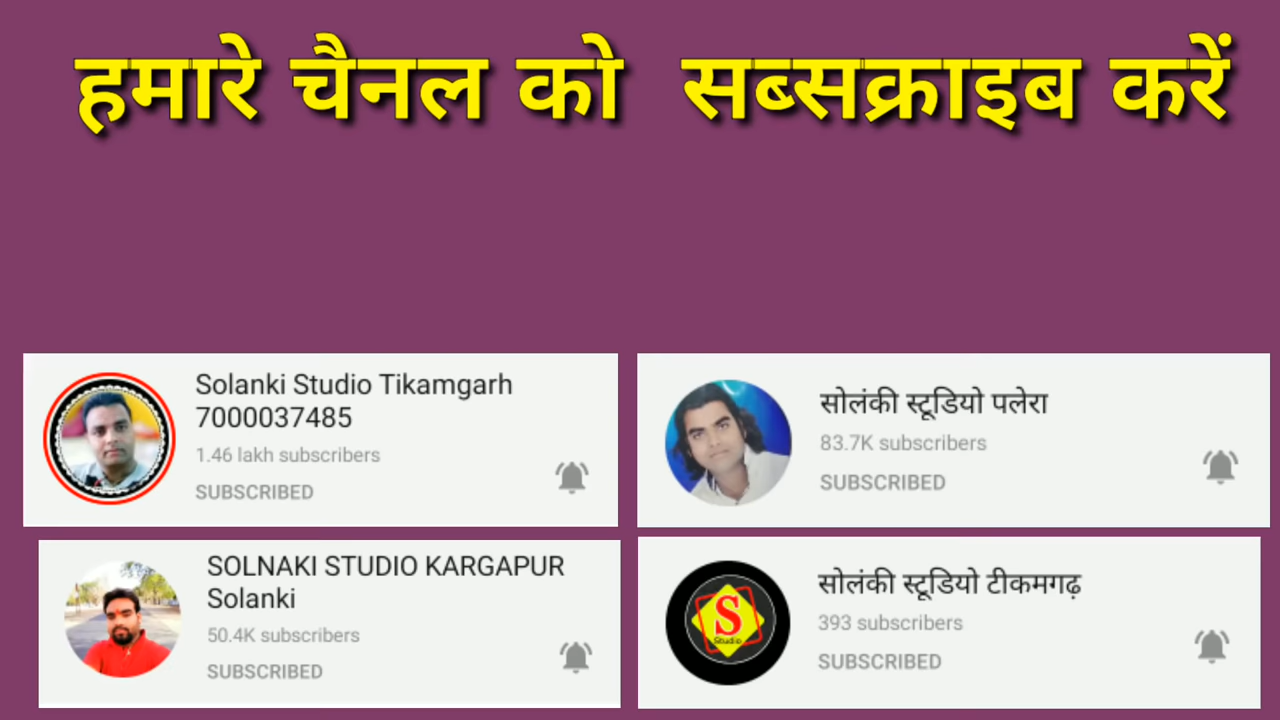 हमारे चैनल को सब्सक्राइब करें
Solanki Studio Tikamgarh
7000037485
1.46 lakh subscribers
SUBSCRIBED
सोलंकी स्टूडियो पलेरा
83.7K subscribers
SUBSCRIBED
SOLNAKI STUDIO KARGAPUR
Solanki
50.4K subscribers
SUBSCRIBED
S
Studio
सोलंकी स्टूडियो टीकमगढ़
393 subscribers
SUBSCRIBED